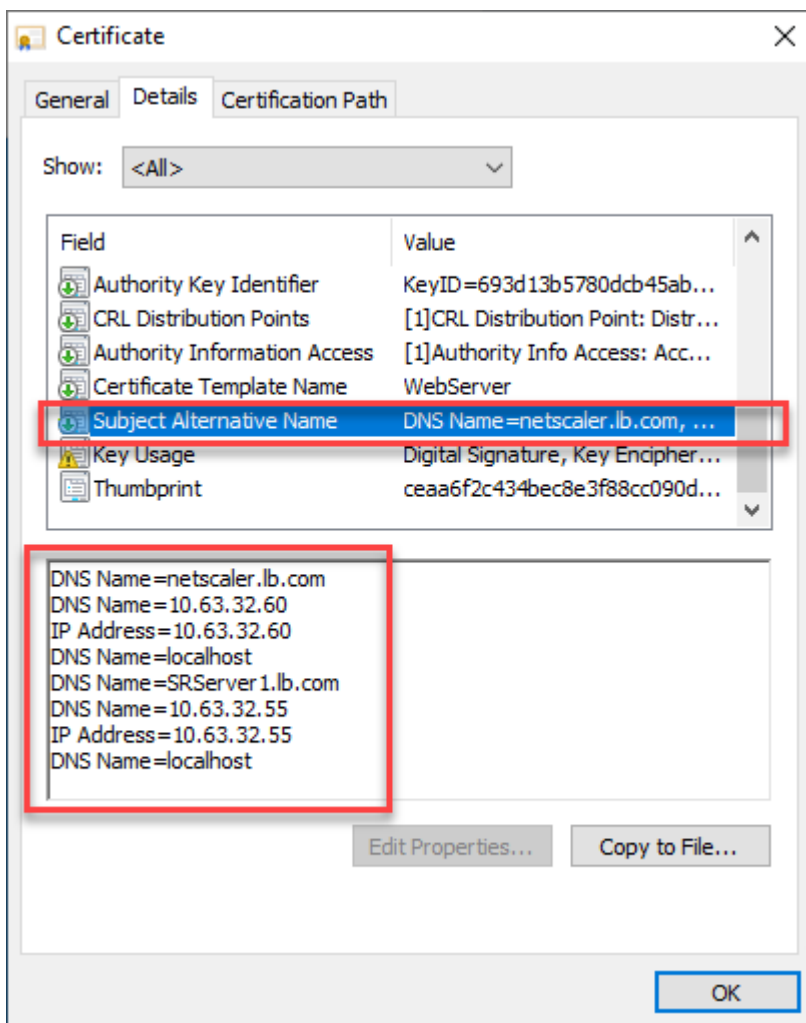 Certificate
General Details Certification Path
Show: <All>
Field Value
Authority Key Identifier KeyID=693d13b5780dcb45ab...
CRL Distribution Points [1]CRL Distribution Point: Distr...
Authority Information Access [1]Authority Info Access: Acc...
Certificate Template Name WebServer
Subject Alternative Name DNS Name=netscaler.lb.com, ...
Key Usage Digital Signature, Key Encipher...
Thumbprint ceaa6f2c434bec8e3f88cc090d...
DNS Name=netscaler.lb.com
DNS Name=10.63.32.60
IP Address=10.63.32.60
DNS Name=localhost
DNS Name=SRServer1.lb.com
DNS Name=10.63.32.55
IP Address=10.63.32.55
DNS Name=localhost
Edit Properties... Copy to File...
OK